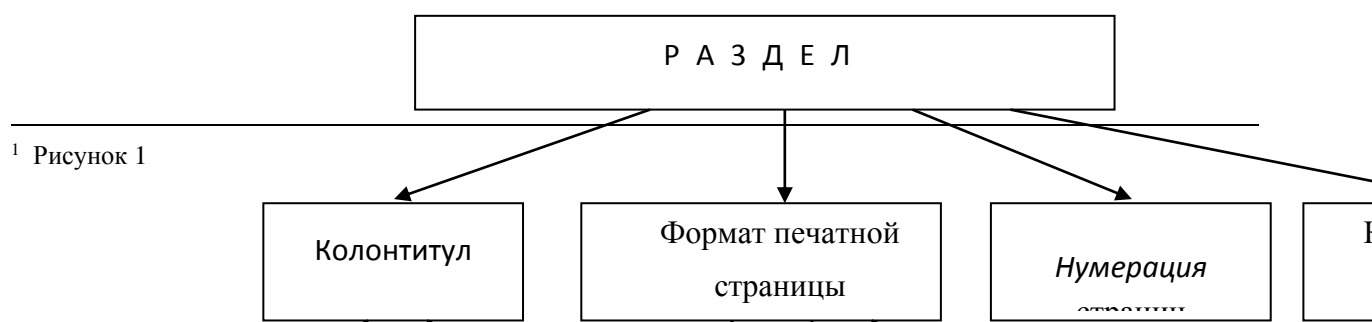 Р А З Д Е Л
1 Рисунок 1
Колонтитул
Формат печатной
страницы
Нумерация